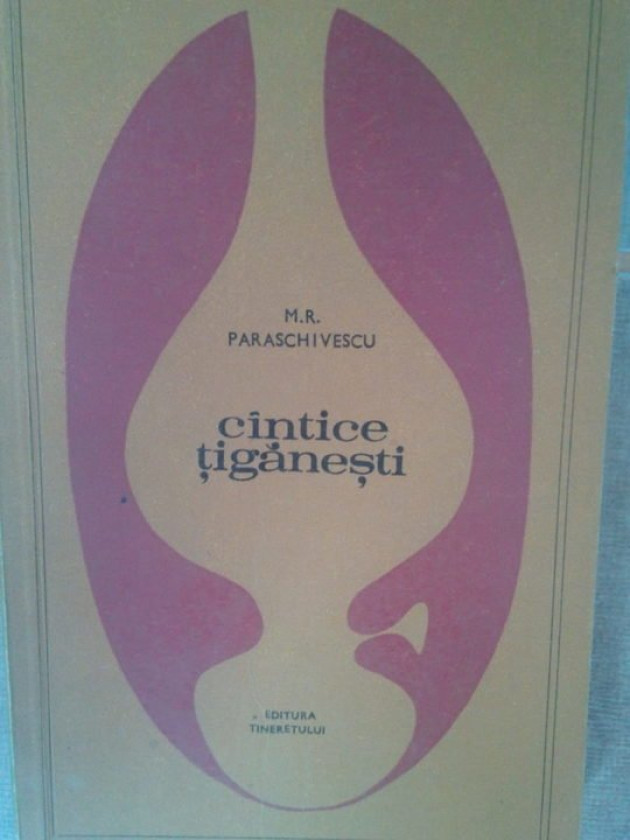 M.R.
PARASCHIVESCU
cîntice
țigănești
EDITURA
TINERETULUI